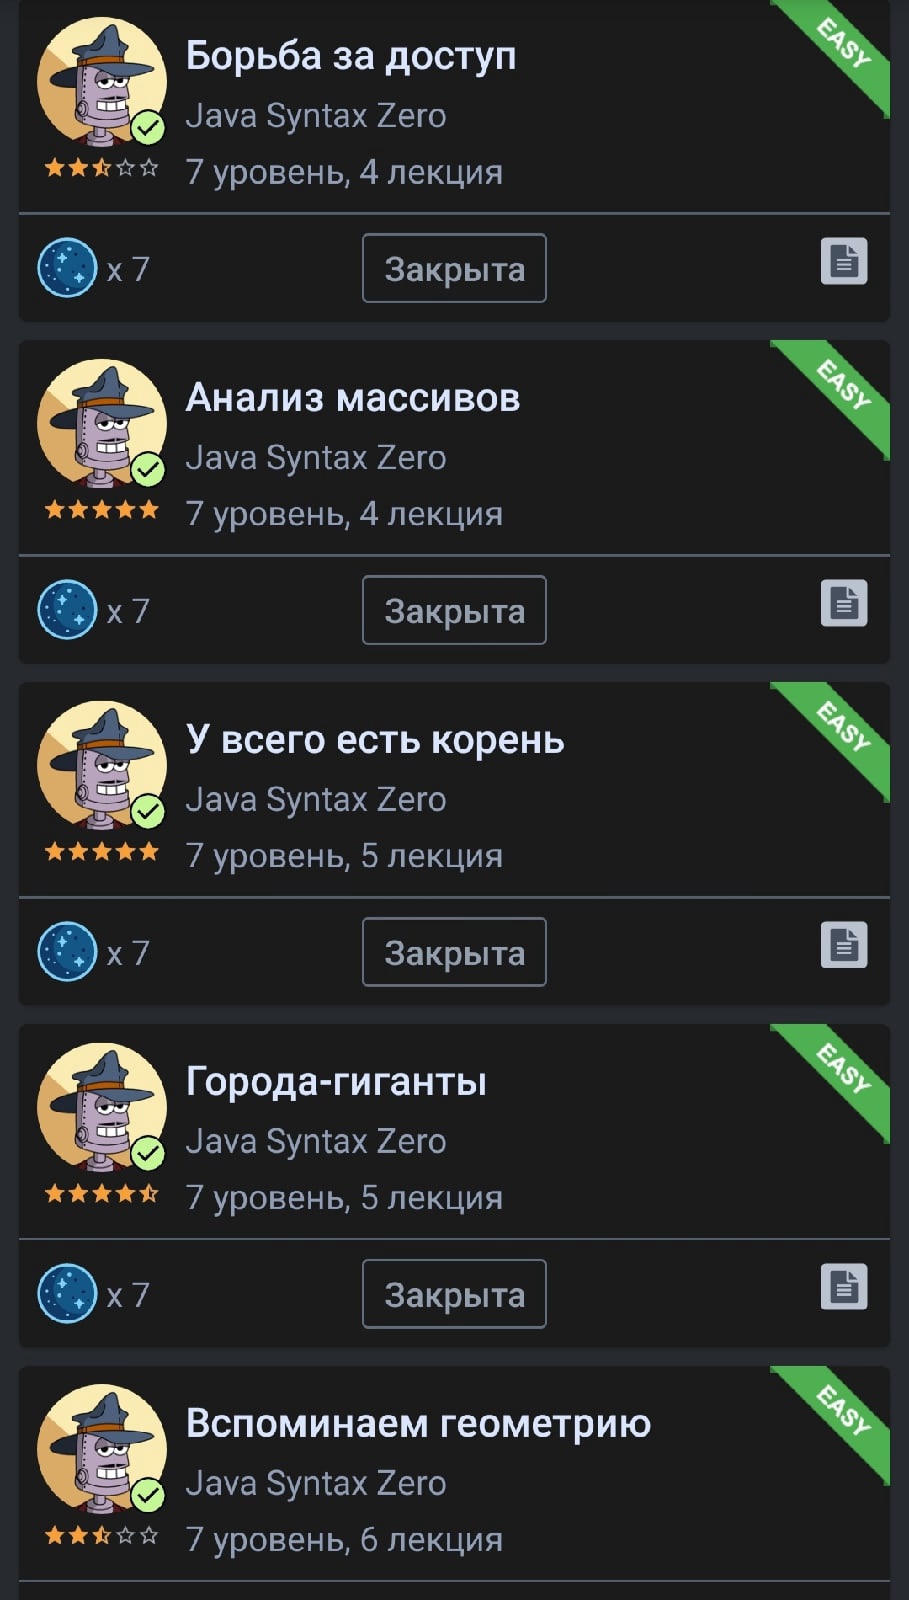 Борьба за доступ
EASY
Java Syntax Zero
7 уровень, 4 лекция
x 7
Закрыта
Анализ массивов
EASY
Java Syntax Zero
7 уровень, 4 лекция
x 7
Закрыта
У всего есть корень
EASY
Java Syntax Zero
7 уровень, 5 лекция
x 7
Закрыта
Города-гиганты
EASY
Java Syntax Zero
7 уровень, 5 лекция
x 7
Закрыта
Вспоминаем геометрию
EASY
Java Syntax Zero
7 уровень, 6 лекция